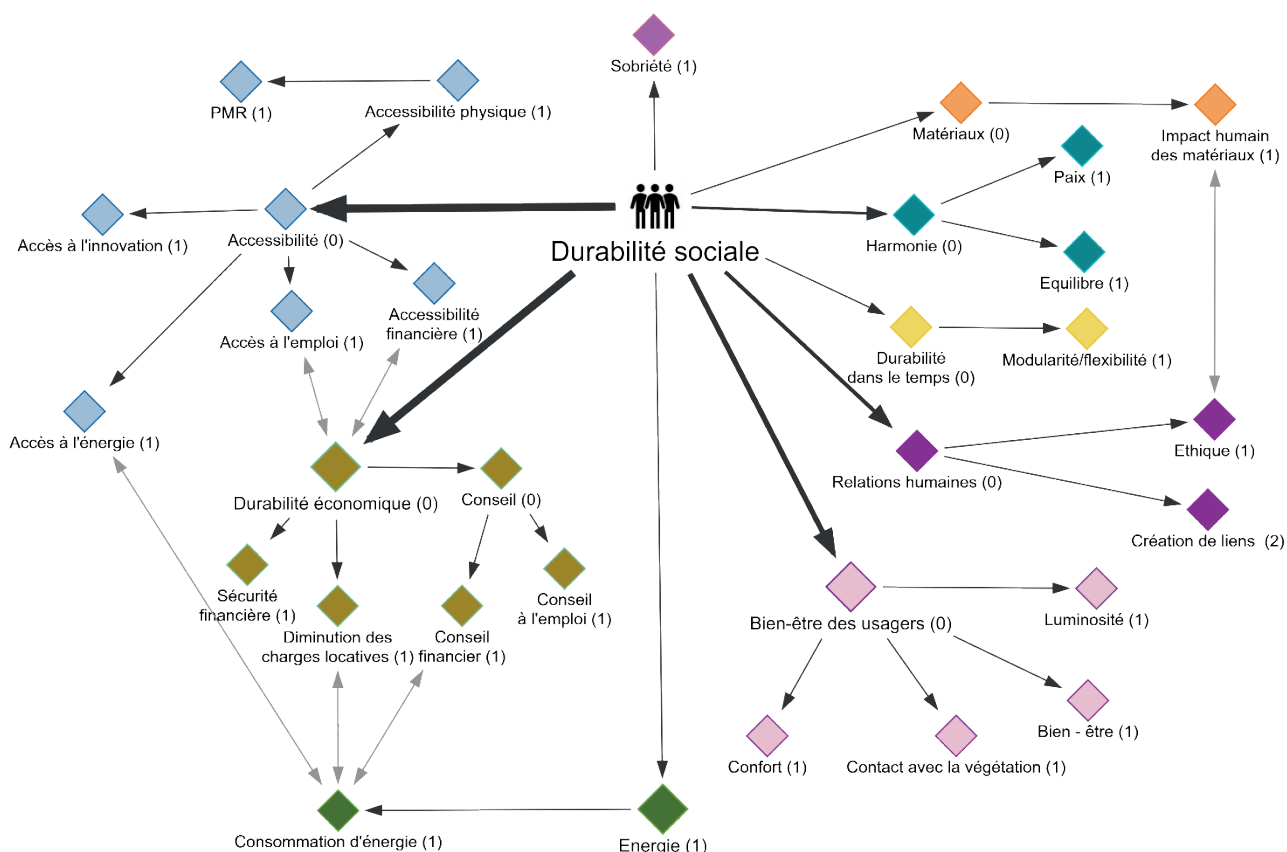 Sobriété (1)
PMR (1)
Accessibilité physique (1)
Matériaux (0)
Impact humain
des matériaux (1)
Paix (1)
Accès à l'innovation (1)
Accessibilité (0)
Durabilité sociale
Harmonie (0)
Equilibre (1)
Accessibilité
financière (1)
Accès à l'emploi (1)
Durabilité
dans le temps (0)
Modularité/flexibilité (1)
Accès à l'énergie (1)
Ethique (1)
Relations humaines (0)
Durabilité économique (0)
Conseil (0)
Création de liens (2)
Sécurité
financière (1)
Conseil
à l'emploi (1)
Diminution des
charges locatives (1)
Conseil
financier (1)
Bien-être des usagers (0)
Luminosité (1)
Bien - être (1)
Confort (1)
Contact avec la végétation (1)
Consommation d'énergie (1)
Energie (1)